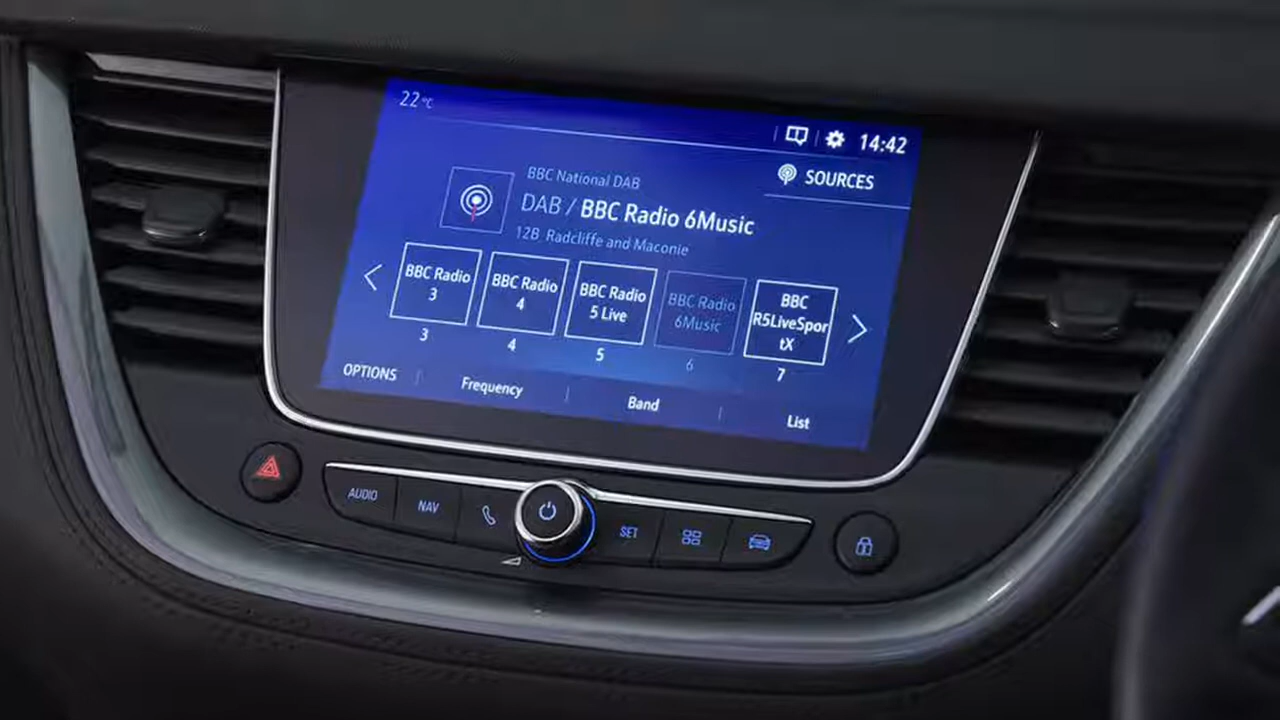 22°C
14:42
SOURCES
BBC National DAB
DAB / BBC Radio 6Music
12B Radcliffe and Maconie
BBC Radio
3
BBC Radio
4
BBC Radio
5 Live
BBC Radio
6Music
BBC
R5LiveSpor
tX
3
4
5
6
7
OPTIONS
Frequency
Band
List
AUDIO
NAV
SET